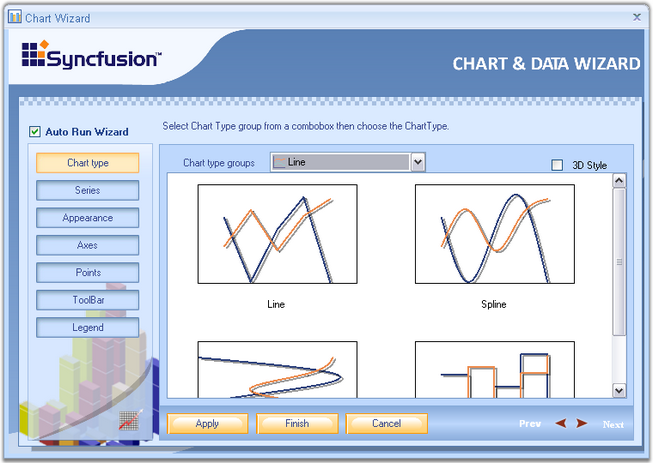 Chart Wizard
Syncfusion™
CHART & DATA WIZARD
Auto Run Wizard
Select Chart Type group from a combobox then choose the ChartType.
Chart type
Series
Appearance
Axes
Points
ToolBar
Legend
Chart type groups
Line
3D Style
Line
Spline
Apply
Finish
Cancel
Prev
Next